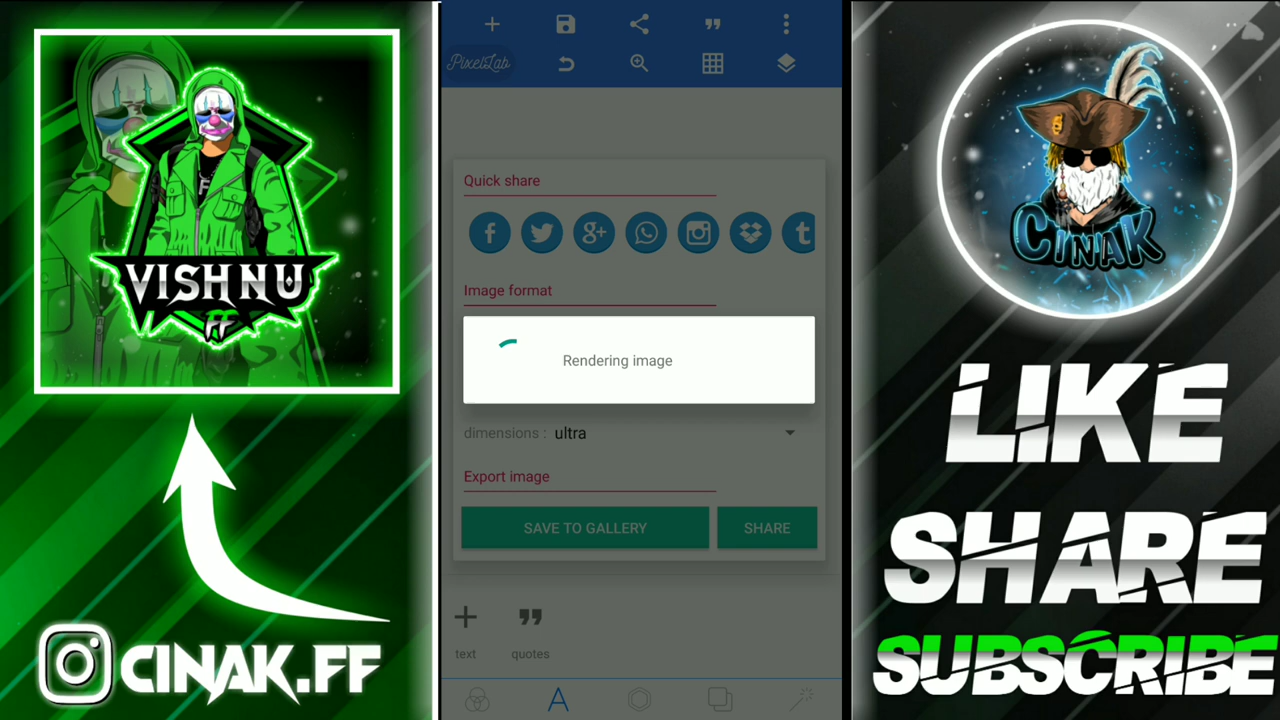 VISHNU
FF
CINAK.FF
PixelLab
Quick share
Image format
Rendering image
dimensions : ultra
Export image
SAVE TO GALLERY
SHARE
text
quotes
A
CINAK
LIKE
SHARE
SUBSCRIBE